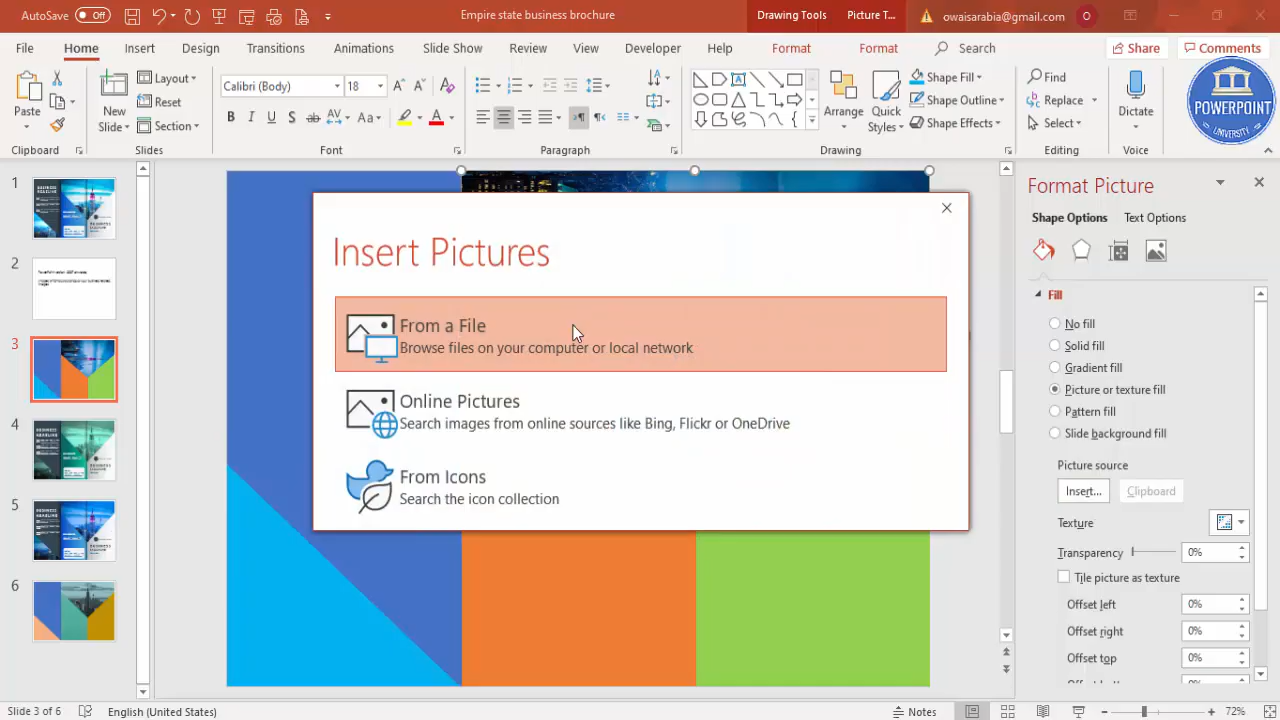 AutoSave Off
Empire state business brochure
Drawing Tools
Picture T...
owaisarabia@gmail.com
O
File
Home
Insert
Design
Transitions
Animations
Slide Show
Review
View
Developer
Help
Format
Format
Search
Share
Comments
Paste
Clipboard
New
Slide
Layout
Reset
Section
Slides
Calibri (Body)
18
B
I
U
S
ab
AV
Aa
A
Font
Paragraph
Arrange
Quick
Styles
Shape Fill
Shape Outline
Shape Effects
Drawing
Find
Replace
Select
Editing
Dictate
Voice
POWERPOINT
UNIVERSITY
1
2
3
4
5
6
Insert Pictures
From a File
Browse files on your computer or local network
Online Pictures
Search images from online sources like Bing, Flickr or OneDrive
From Icons
Search the icon collection
Format Picture
Shape Options
Text Options
Fill
No fill
Solid fill
Gradient fill
Picture or texture fill
Pattern fill
Slide background fill
Picture source
Insert...
Clipboard
Texture
Transparency
0%
Tile picture as texture
Offset left
0%
Offset right
0%
Offset top
0%
Slide 3 of 6
English (United States)
Notes
72%